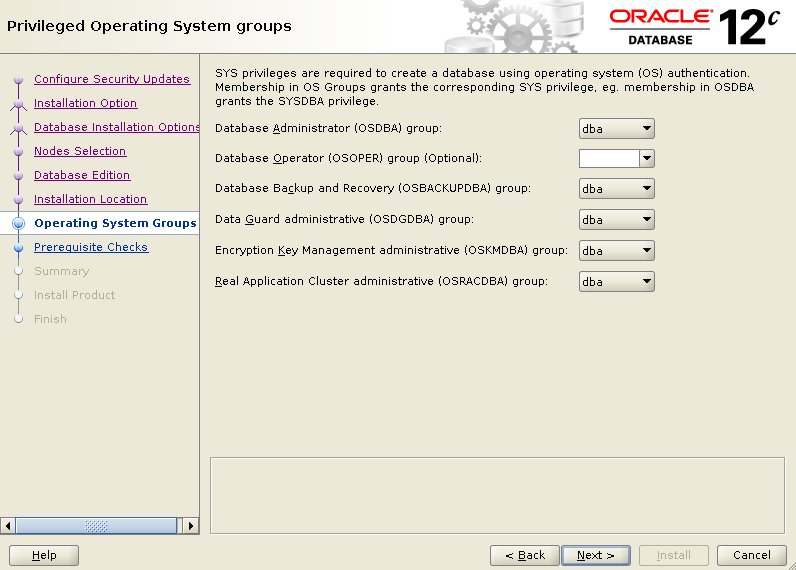 Privileged Operating System groups
ORACLE®
DATABASE
12c
Configure Security Updates
Installation Option
Database Installation Options
Nodes Selection
Database Edition
Installation Location
Operating System Groups
Prerequisite Checks
Summary
Install Product
Finish
SYS privileges are required to create a database using operating system (OS) authentication.
Membership in OS Groups grants the corresponding SYS privilege, eg. membership in OSDBA
grants the SYSDBA privilege.
Database Administrator (OSDBA) group: dba
Database Operator (OSOPER) group (Optional):
Database Backup and Recovery (OSBACKUPDBA) group: dba
Data Guard administrative (OSDGDBA) group: dba
Encryption Key Management administrative (OSKMDBA) group: dba
Real Application Cluster administrative (OSRACDBA) group: dba
Help
< Back
Next >
Install
Cancel